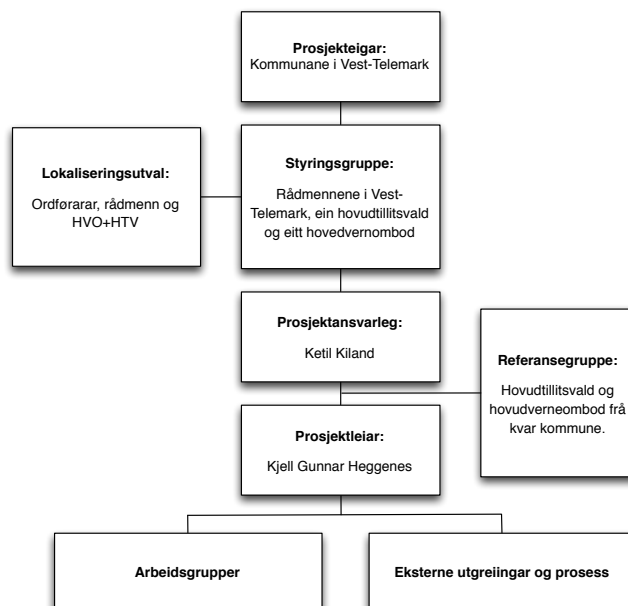 Prosjekteigar:
Kommunane i Vest-Telemark
Lokaliseringsutval:
Ordførarar, rådmenn og
HVO+HTV
Styringsgruppe:
Rådmennene i Vest-
Telemark, ein hovudtillitsvald
og eitt hovedvernombod
Prosjektansvarleg:
Ketil Kiland
Referansegruppe:
Hovudtillitsvald og
hovudverneombod frå
kvar kommune.
Prosjektleiar:
Kjell Gunnar Heggenes
Arbeidsgrupper
Eksterne utgreiingar og prosess